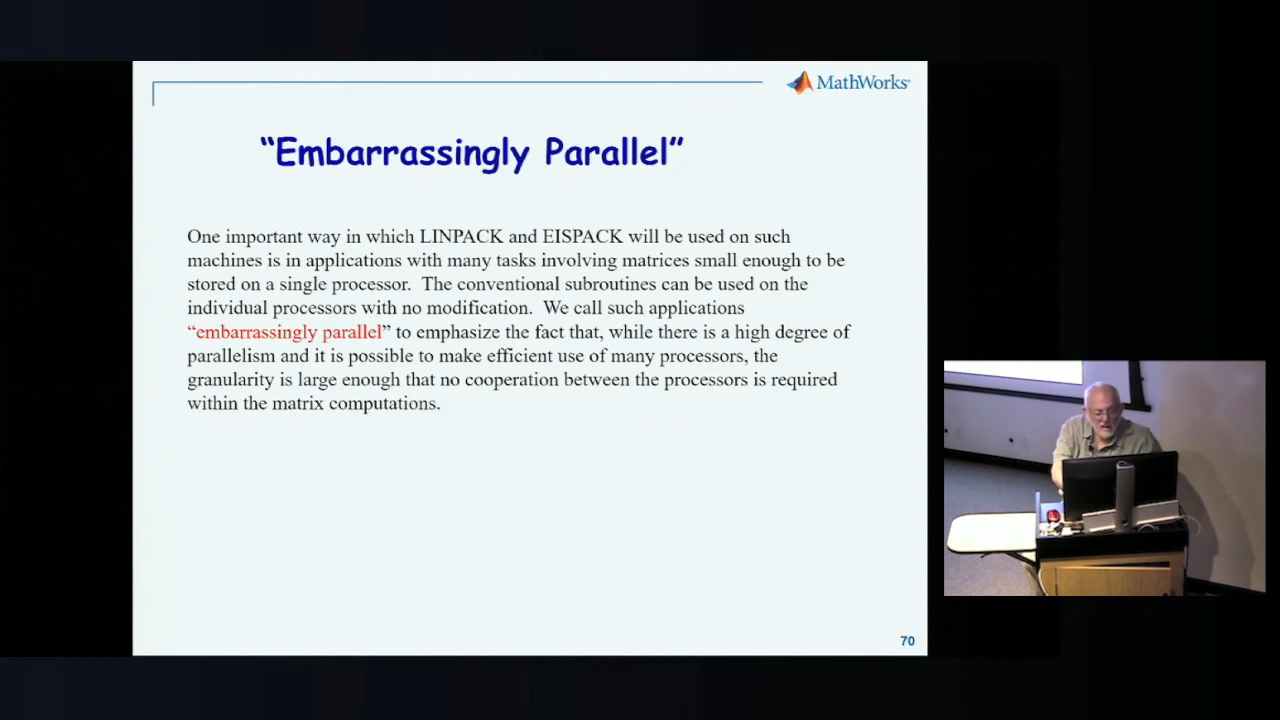 MathWorks
“Embarrassingly Parallel”
One important way in which LINPACK and EISPACK will be used on such
machines is in applications with many tasks involving matrices small enough to be
stored on a single processor. The conventional subroutines can be used on the
individual processors with no modification. We call such applications
“embarrassingly parallel” to emphasize the fact that, while there is a high degree of
parallelism and it is possible to make efficient use of many processors, the
granularity is large enough that no cooperation between the processors is required
within the matrix computations.
70